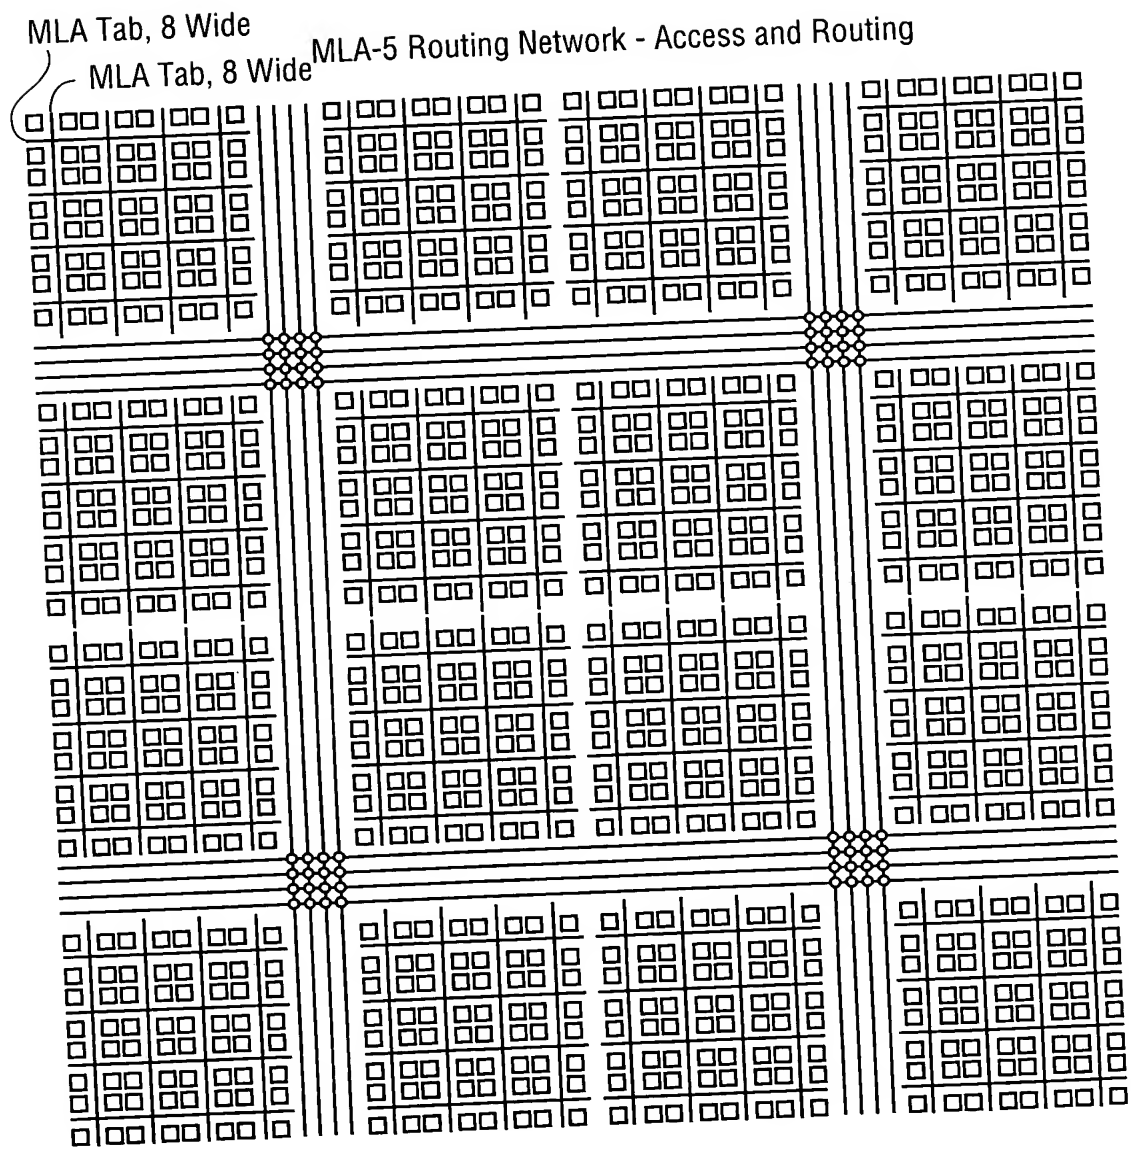 MLA Tab, 8 Wide
MLA Tab, 8 Wide
MLA-5 Routing Network - Access and Routing